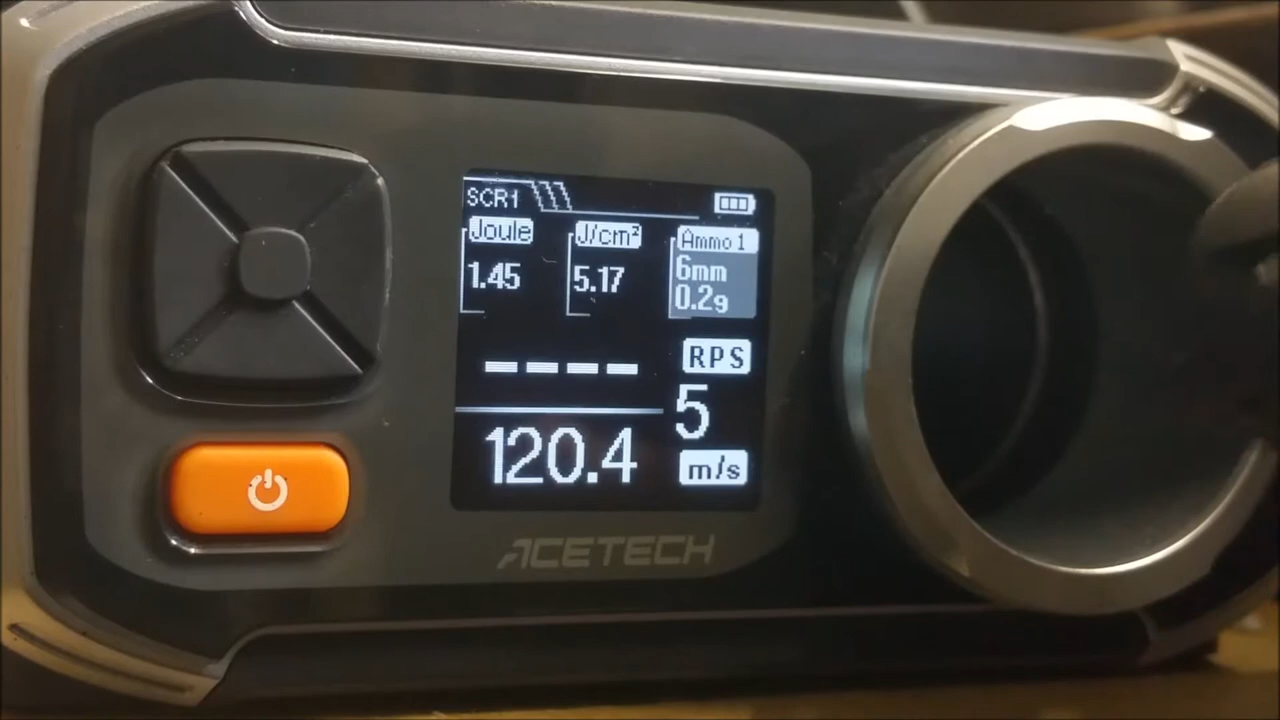 SCR1
Joule J/cm² Ammo 1
1.45 5.17 6mm
0.2g
---- RPS
5
120.4 m/s
ACETECH